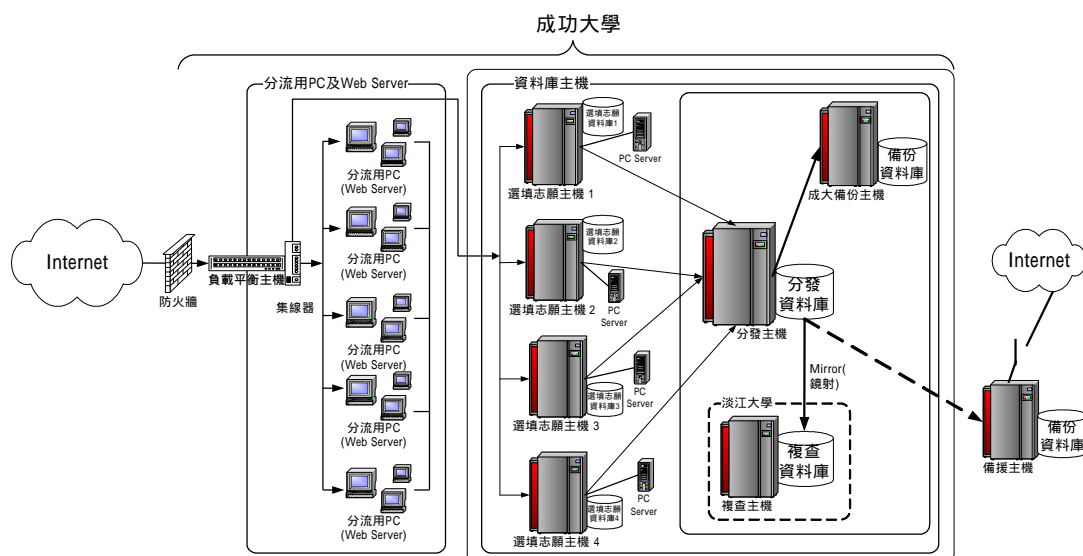 成功大學
分流用PC及Web Server
資料庫主機
Internet
防火牆
負載平衡主機
集線器
分流用PC
(Web Server)
分流用PC
(Web Server)
分流用PC
(Web Server)
分流用PC
(Web Server)
分流用PC
(Web Server)
選填志願
資料庫1
PC Server
選填志願主機 1
選填志願
資料庫2
PC
Server
選填志願主機 2
選填志願
資料庫3
PC
Server
選填志願主機 3
選填志願
資料庫4
PC
Server
選填志願主機 4
分發
資料庫
分發主機
備份
資料庫
成大備份主機
Mirror(
鏡射)
淡江大學
複查
資料庫
複查主機
Internet
備份
資料庫
備援主機